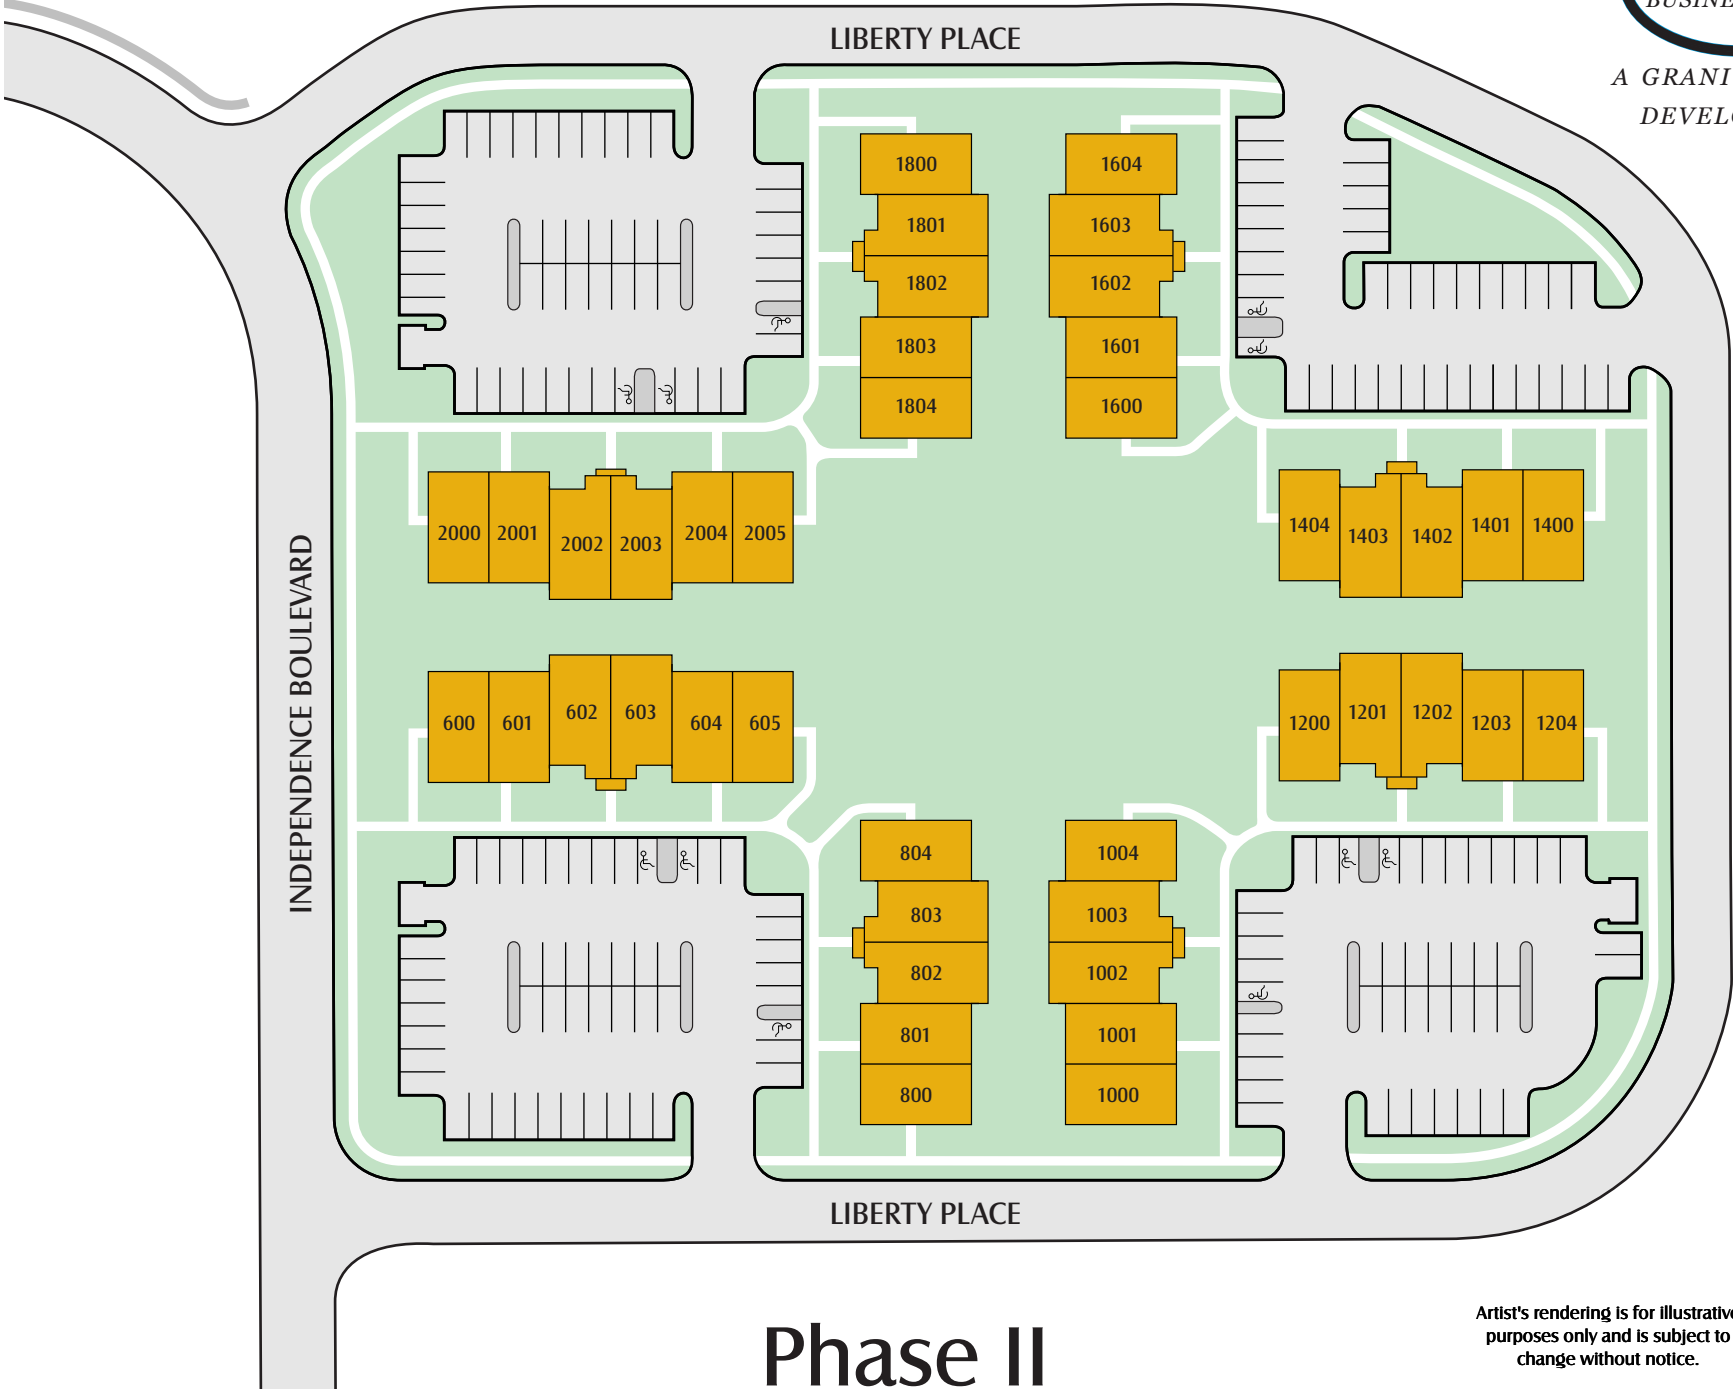 LIBERTY PLACE
A
1800
1801
1802
1803
1804
1604
1603
1602
1601
1600
2000 2001 2002 2003 2004 2005
1404 1403 1402 1401 1400
INDEPENDENCE BOULEVARD
600 601 602 603 604 605
1200 1201 1202 1203 1204
804
803
802
801
800
1004
1003
1002
1001
1000
LIBERTY PLACE
Phase II
Artist's rendering is for illustrative
purposes only and is subject to
change without notice.